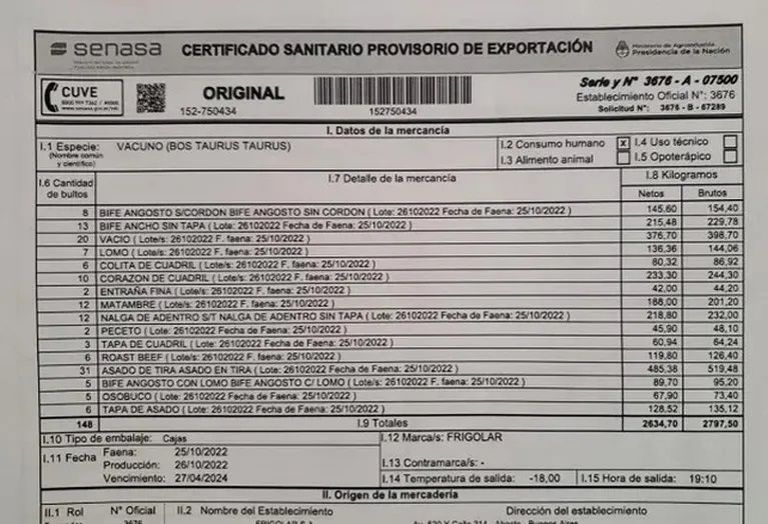 senasa
CERTIFICADO SANITARIO PROVISORIO DE EXPORTACIÓN
Ministerio de Agroindustria
Presidencia de la Nación
CUVE
www.senasa.gov.ar
ORIGINAL
152-750434
152750434
Serie y N° 3676 - A - 07500
Establecimiento Oficial N°: 3676
Solicitud N°: 3676 - B - 67289
I. Datos de la mercancía
I.1 Especie: VACUNO (BOS TAURUS TAURUS)
(Nombre común
y científico)
I.2 Consumo humano x I.4 Uso técnico
I.3 Alimento animal I.5 Opoterápico
I.6 Cantidad de bultos I.7 Detalle de la mercancía I.8 Kilogramos
Netos Brutos
8 BIFE ANGOSTO S/CORDON BIFE ANGOSTO SIN CORDON ( Lote: 26102022 Fecha de Faena: 25/10/2022 ) 145,60 154,40
13 BIFE ANCHO SIN TAPA ( Lote: 26102022 Fecha de Faena: 25/10/2022 ) 215,48 229,78
20 VACIO ( Lote/s: 26102022 F. faena: 25/10/2022 ) 376,70 398,70
7 LOMO ( Lote/s: 26102022 F. faena: 25/10/2022 ) 136,36 144,06
6 COLITA DE CUADRIL ( Lote/s: 26102022 F. faena: 25/10/2022 ) 80,32 86,92
10 CORAZON DE CUADRIL ( Lote/s: 26102022 F. faena: 25/10/2022 ) 233,30 244,30
2 ENTRAÑA FINA ( Lote/s: 26102022 F. faena: 25/10/2022 ) 42,00 44,20
12 MATAMBRE ( Lote/s: 26102022 F. faena: 25/10/2022 ) 188,00 201,20
12 NALGA DE ADENTRO S/T NALGA DE ADENTRO SIN TAPA ( Lote: 26102022 Fecha de Faena: 25/10/2022 ) 218,80 232,00
2 PECETO ( Lote: 26102022 Fecha de Faena: 25/10/2022 ) 45,90 48,10
3 TAPA DE CUADRIL ( Lote: 26102022 Fecha de Faena: 25/10/2022 ) 60,94 64,24
6 ROAST BEEF ( Lote/s: 26102022 F. faena: 25/10/2022 ) 119,80 126,40
31 ASADO DE TIRA ASADO EN TIRA ( Lote: 26102022 Fecha de Faena: 25/10/2022 ) 485,38 519,48
5 BIFE ANGOSTO CON LOMO BIFE ANGOSTO C/ LOMO ( Lote/s: 26102022 F. faena: 25/10/2022 ) 89,70 95,20
5 OSOBUCO ( Lote: 26102022 Fecha de Faena: 25/10/2022 ) 67,90 73,40
6 TAPA DE ASADO ( Lote: 26102022 Fecha de Faena: 25/10/2022 ) 128,52 135,12
148 I.9 Totales 2634,70 2797,50
I.10 Tipo de embalaje: Cajas
I.12 Marca/s: FRIGOLAR
I.11 Fecha
Faena: 25/10/2022
Producción: 26/10/2022
Vencimiento: 27/04/2024
I.13 Contramarca/s: -
I.14 Temperatura de salida: -18,00 I.15 Hora de salida: 19:10
II. Origen de la mercadería
II.1 Rol N° Oficial II.2 Nombre del Establecimiento Dirección del establecimiento
3676